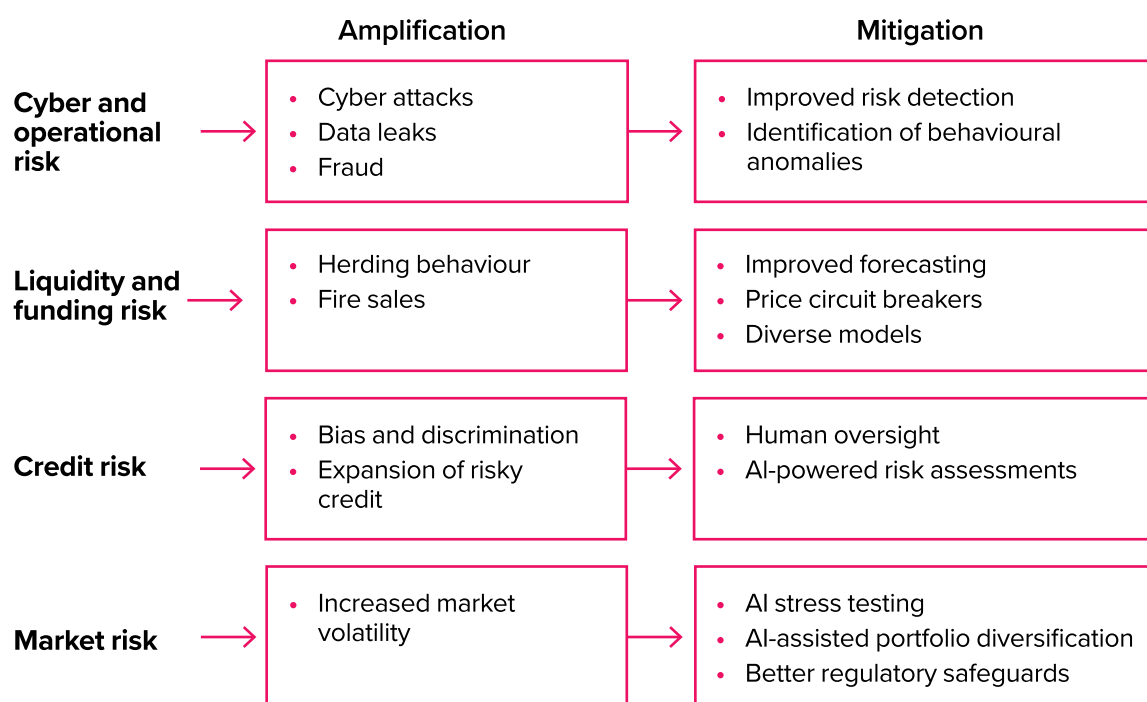 Amplification
Mitigation
Cyber and
operational
risk
• Cyber attacks
• Data leaks
• Fraud
• Improved risk detection
• Identification of behavioural
anomalies
Liquidity and
funding risk
• Herding behaviour
• Fire sales
• Improved forecasting
• Price circuit breakers
• Diverse models
Credit risk
• Bias and discrimination
• Expansion of risky
credit
• Human oversight
• AI-powered risk assessments
Market risk
• Increased market
volatility
• AI stress testing
• AI-assisted portfolio diversification
• Better regulatory safeguards